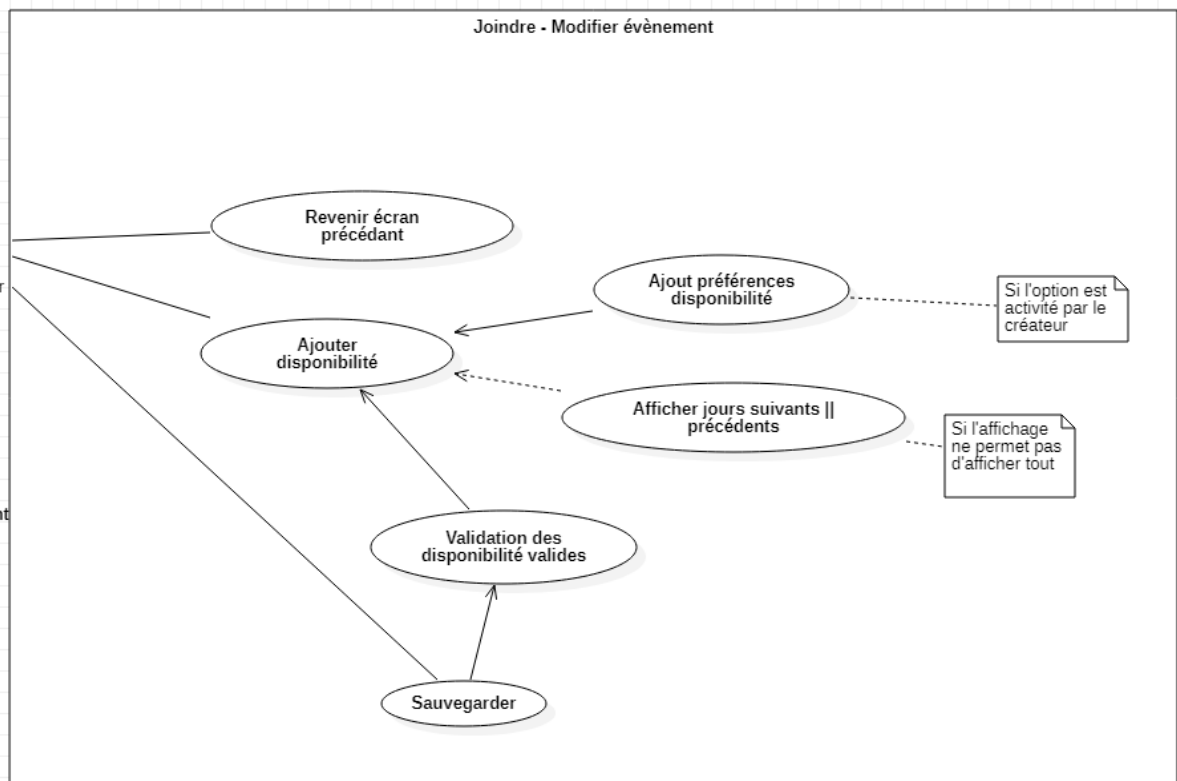 Joindre - Modifier évènement
Revenir écran
précédant
Ajout préférences
disponibilité
Si l'option est
activité par le
créateur
r
Ajouter
disponibilité
Afficher jours suivants ||
précédents
Si l'affichage
ne permet pas
d'afficher tout
nt
Validation des
disponibilité valides
Sauvegarder